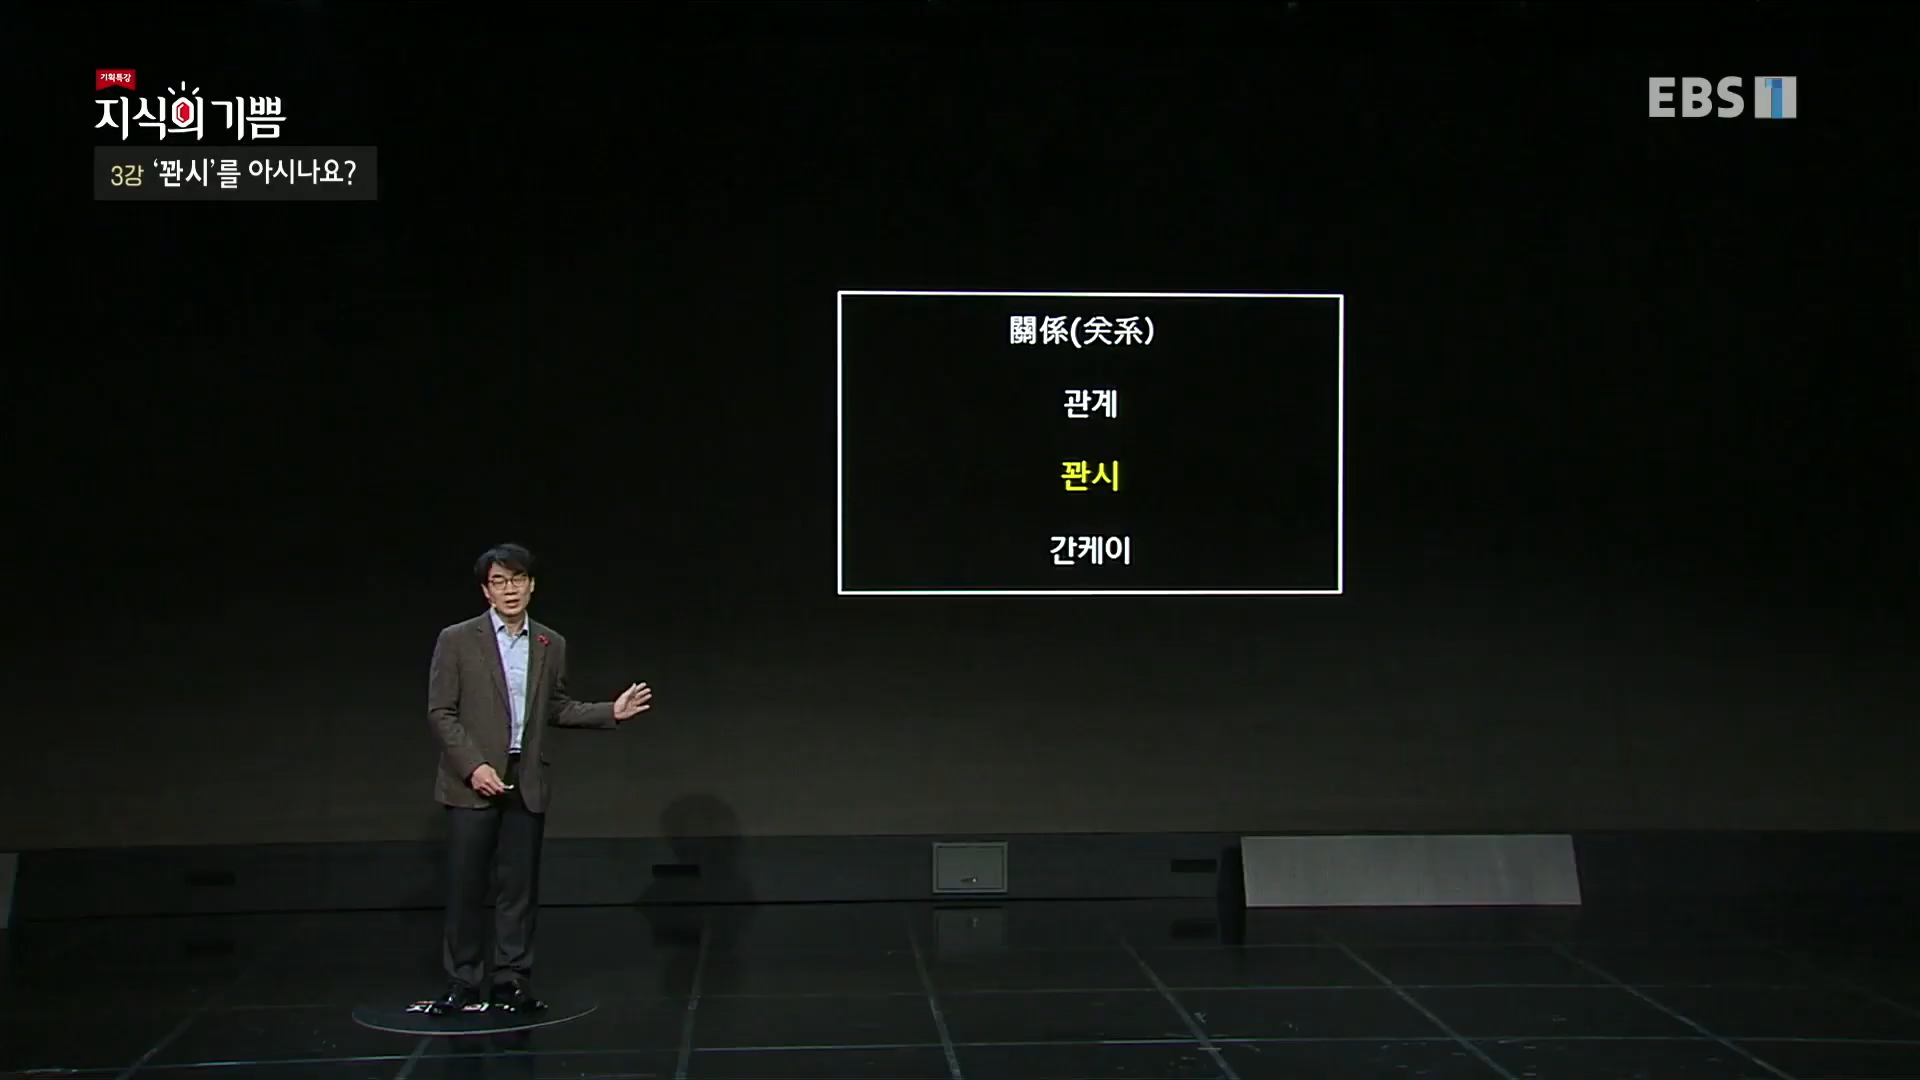 기획특강
지식의 기쁨
3강 '꽌시'를 아시나요?
EBS 1
關係(关系)
관계
꽌시
간케이